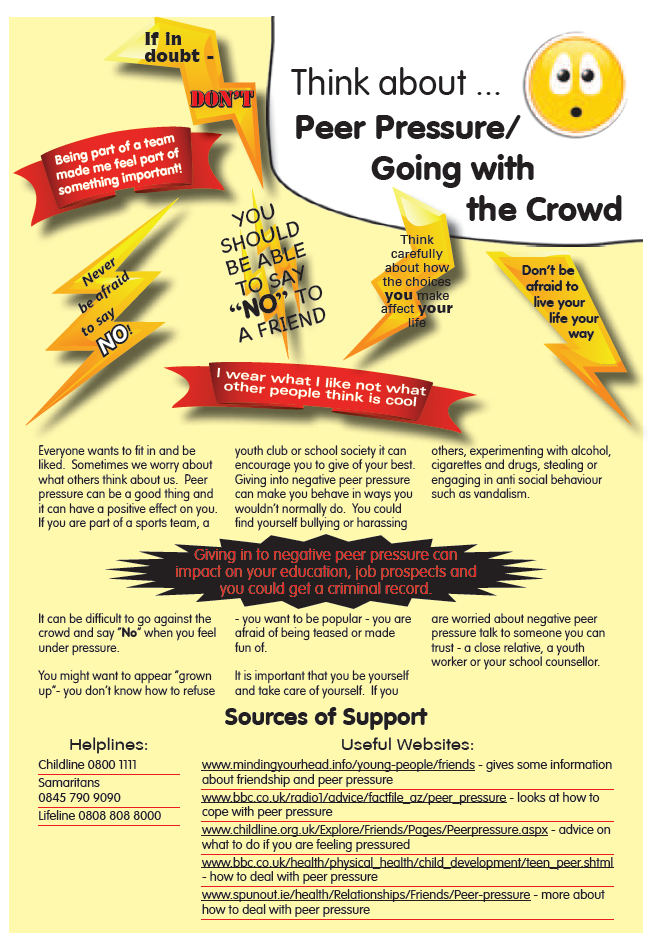 If in
doubt -
DON'T
Think about ...
Peer Pressure/
Going with
the Crowd
Being part of a team
made me feel part of
something important!
Never
be afraid
to say
NO!
YOU
SHOULD
BE ABLE
TO SAY
“NO” TO
A FRIEND
Think
carefully
about how
the choices
you make
affect your
life
Don't be
afraid to
live your
life your
way
I wear what I like not what
other people think is cool
Everyone wants to fit in and be
liked. Sometimes we worry about
what others think about us. Peer
pressure can be a good thing and
it can have a positive effect on you.
If you are part of a sports team, a
youth club or school society it can
encourage you to give of your best.
Giving into negative peer pressure
can make you behave in ways you
wouldn't normally do. You could
find yourself bullying or harassing
others, experimenting with alcohol,
cigarettes and drugs, stealing or
engaging in anti social behaviour
such as vandalism.
Giving in to negative peer pressure can
impact on your education, job prospects and
you could get a criminal record.
It can be difficult to go against the
crowd and say "No" when you feel
under pressure.
You might want to appear "grown
up"- you don't know how to refuse
- you want to be popular - you are
afraid of being teased or made
fun of.
It is important that you be yourself
and take care of yourself. If you
are worried about negative peer
pressure talk to someone you can
trust - a close relative, a youth
worker or your school counsellor.
Sources of Support
Helplines:
Childline 0800 1111
Samaritans
0845 790 9090
Lifeline 0808 808 8000
Useful Websites:
www.mindingyourhead.info/young-people/friends - gives some information
about friendship and peer pressure
www.bbc.co.uk/radio1/advice/factfile_az/peer_pressure - looks at how to
cope with peer pressure
www.childline.org.uk/Explore/Friends/Pages/Peerpressure.aspx - advice on
what to do if you are feeling pressured
www.bbc.co.uk/health/physical_health/child_development/teen_peer.shtml
- how to deal with peer pressure
www.spunout.ie/health/Relationships/Friends/Peer-pressure - more about
how to deal with peer pressure